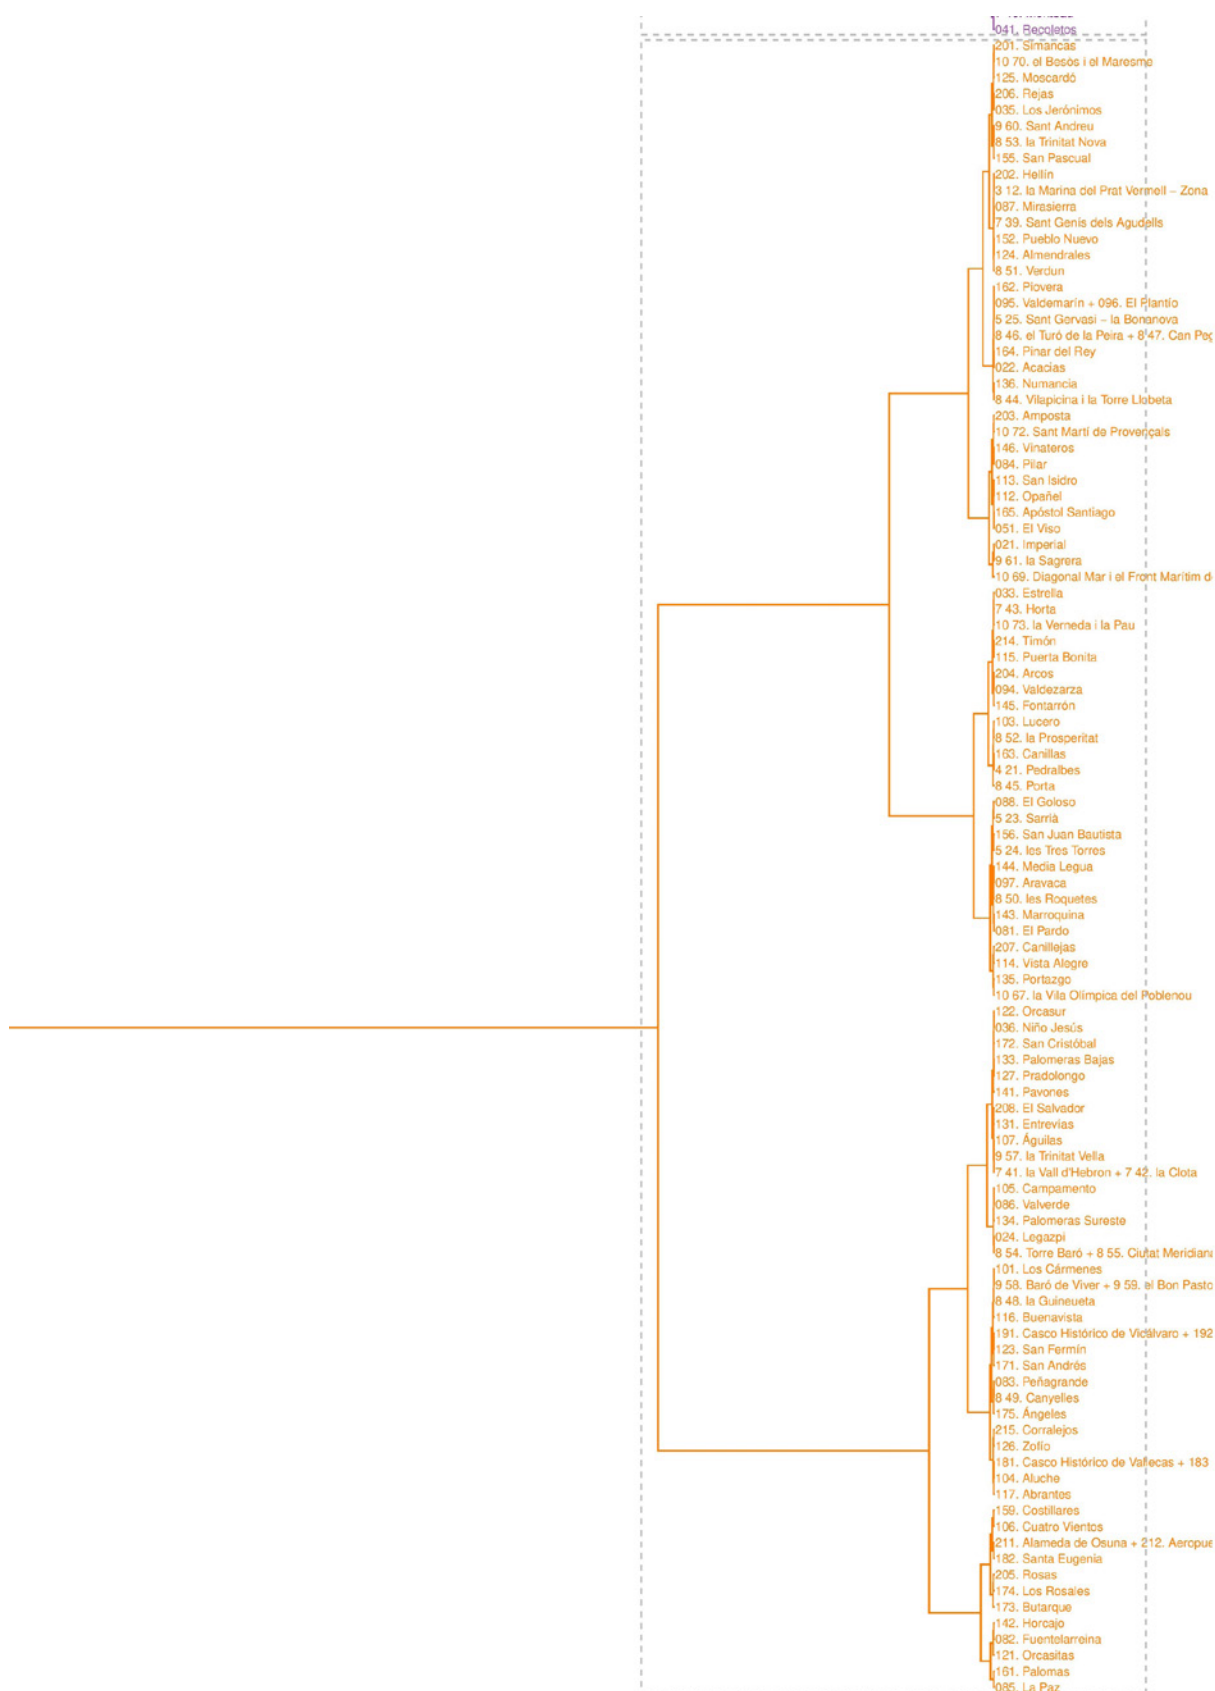 041. Recoletos
201. Simancas
10 70. el Besòs i el Maresme
125. Moscardó
206. Rejas
035. Los Jerónimos
9 60. Sant Andreu
8 53. la Trinitat Nova
155. San Pascual
202. Hellín
3 12. la Marina del Prat Vermell – Zona
087. Mirasierra
7 39. Sant Genís dels Agudells
152. Pueblo Nuevo
124. Almendrales
8 51. Verdun
162. Piovera
095. Valdemarín + 096. El Plantío
5 25. Sant Gervasi – la Bonanova
8 46. el Turó de la Peira + 8 47. Can Peg
164. Pinar del Rey
022. Acacias
136. Numancia
8 44. Vilapicina i la Torre Llobeta
203. Amposta
10 72. Sant Martí de Provençals
146. Vinateros
084. Pilar
113. San Isidro
112. Opañel
165. Apóstol Santiago
051. El Viso
021. Imperial
9 61. la Sagrera
10 69. Diagonal Mar i el Front Marítim d
033. Estrella
7 43. Horta
10 73. la Verneda i la Pau
214. Timón
115. Puerta Bonita
204. Arcos
094. Valdezarza
145. Fontarrón
103. Lucero
8 52. la Prosperitat
163. Canillas
4 21. Pedralbes
8 45. Porta
088. El Goloso
5 23. Sarrià
156. San Juan Bautista
5 24. les Tres Torres
144. Media Legua
097. Aravaca
8 50. les Roquetes
143. Marroquina
081. El Pardo
207. Canillejas
114. Vista Alegre
135. Portazgo
10 67. la Vila Olímpica del Poblenou
122. Orcasur
036. Niño Jesús
172. San Cristóbal
133. Palomeras Bajas
127. Pradolongo
141. Pavones
208. El Salvador
131. Entrevías
107. Águilas
9 57. la Trinitat Vella
7 41. la Vall d'Hebron + 7 42. la Clota
105. Campamento
086. Valverde
134. Palomeras Sureste
024. Legazpi
8 54. Torre Baró + 8 55. Ciutat Meridiana
101. Los Cármenes
9 58. Baró de Viver + 9 59. el Bon Pasto
8 48. la Guineueta
116. Buenavista
191. Casco Histórico de Vicálvaro + 192
123. San Fermín
171. San Andrés
083. Peñagrande
8 49. Canyelles
175. Ángeles
215. Corralejos
126. Zofío
181. Casco Histórico de Vallecas + 183
104. Aluche
117. Abrantes
159. Costillares
106. Cuatro Vientos
211. Alameda de Osuna + 212. Aeropue
182. Santa Eugenia
205. Rosas
174. Los Rosales
173. Butarque
142. Horcajo
082. Fuentelarreina
121. Orcasitas
161. Palomas
085. La Paz